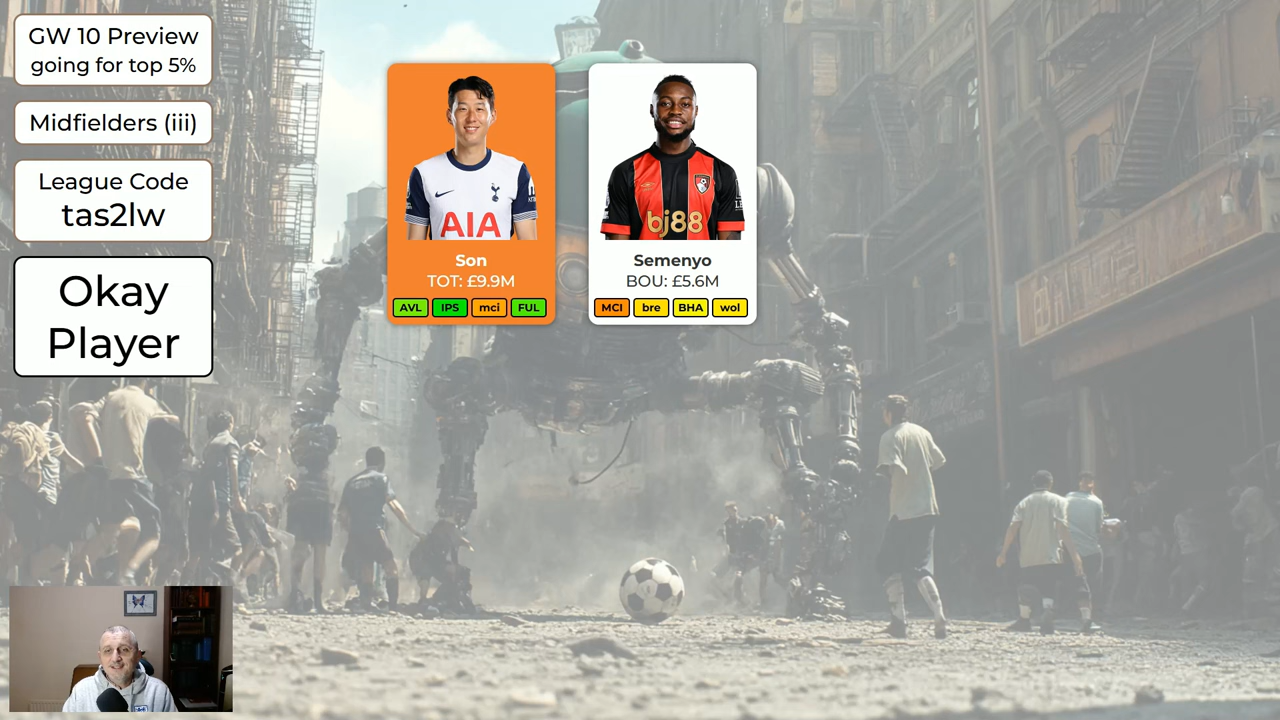 GW 10 Preview
going for top 5%
Midfielders (iii)
League Code
tas2lw
Okay
Player
AIA
Son
TOT: £9.9M
AVL IPS mci FUL
bj88
Semenyo
BOU: £5.6M
MCI bre BHA wol